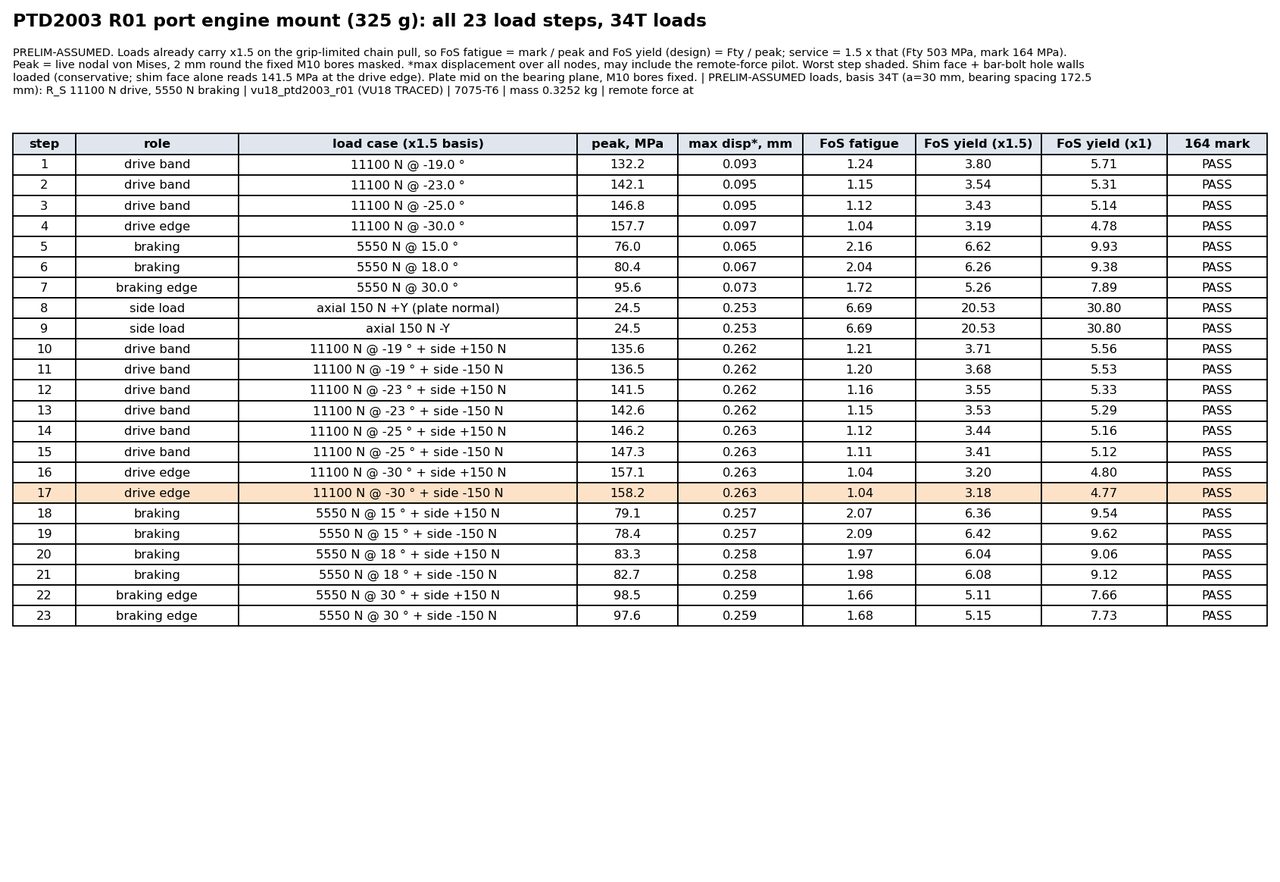 PTD2003 R01 port engine mount (325 g): all 23 load steps, 34T loads
PRELIM-ASSUMED. Loads already carry x1.5 on the grip-limited chain pull, so FoS fatigue = mark / peak and FoS yield (design) = Fty / peak; service = 1.5 x that (Fty 503 MPa, mark 164 MPa).
Peak = live nodal von Mises, 2 mm round the fixed M10 bores masked. *max displacement over all nodes, may include the remote-force pilot. Worst step shaded. Shim face + bar-bolt hole walls
loaded (conservative; shim face alone reads 141.5 MPa at the drive edge). Plate mid on the bearing plane, M10 bores fixed. | PRELIM-ASSUMED loads, basis 34T (a=30 mm, bearing spacing 172.5
mm): R_S 11100 N drive, 5550 N braking | vu18_ptd2003_r01 (VU18 TRACED) | 7075-T6 | mass 0.3252 kg | remote force at
step role load case (x1.5 basis) peak, MPa max disp*, mm FoS fatigue FoS yield (x1.5) FoS yield (x1) 164 mark
1 drive band 11100 N @ -19.0 ° 132.2 0.093 1.24 3.80 5.71 PASS
2 drive band 11100 N @ -23.0 ° 142.1 0.095 1.15 3.54 5.31 PASS
3 drive band 11100 N @ -25.0 ° 146.8 0.095 1.12 3.43 5.14 PASS
4 drive edge 11100 N @ -30.0 ° 157.7 0.097 1.04 3.19 4.78 PASS
5 braking 5550 N @ 15.0 ° 76.0 0.065 2.16 6.62 9.93 PASS
6 braking 5550 N @ 18.0 ° 80.4 0.067 2.04 6.26 9.38 PASS
7 braking edge 5550 N @ 30.0 ° 95.6 0.073 1.72 5.26 7.89 PASS
8 side load axial 150 N +Y (plate normal) 24.5 0.253 6.69 20.53 30.80 PASS
9 side load axial 150 N -Y 24.5 0.253 6.69 20.53 30.80 PASS
10 drive band 11100 N @ -19 ° + side +150 N 135.6 0.262 1.21 3.71 5.56 PASS
11 drive band 11100 N @ -19 ° + side -150 N 136.5 0.262 1.20 3.68 5.53 PASS
12 drive band 11100 N @ -23 ° + side +150 N 141.5 0.262 1.16 3.55 5.33 PASS
13 drive band 11100 N @ -23 ° + side -150 N 142.6 0.262 1.15 3.53 5.29 PASS
14 drive band 11100 N @ -25 ° + side +150 N 146.2 0.263 1.12 3.44 5.16 PASS
15 drive band 11100 N @ -25 ° + side -150 N 147.3 0.263 1.11 3.41 5.12 PASS
16 drive edge 11100 N @ -30 ° + side +150 N 157.1 0.263 1.04 3.20 4.80 PASS
17 drive edge 11100 N @ -30 ° + side -150 N 158.2 0.263 1.04 3.18 4.77 PASS
18 braking 5550 N @ 15 ° + side +150 N 79.1 0.257 2.07 6.36 9.54 PASS
19 braking 5550 N @ 15 ° + side -150 N 78.4 0.257 2.09 6.42 9.62 PASS
20 braking 5550 N @ 18 ° + side +150 N 83.3 0.258 1.97 6.04 9.06 PASS
21 braking 5550 N @ 18 ° + side -150 N 82.7 0.258 1.98 6.08 9.12 PASS
22 braking edge 5550 N @ 30 ° + side +150 N 98.5 0.259 1.66 5.11 7.66 PASS
23 braking edge 5550 N @ 30 ° + side -150 N 97.6 0.259 1.68 5.15 7.73 PASS